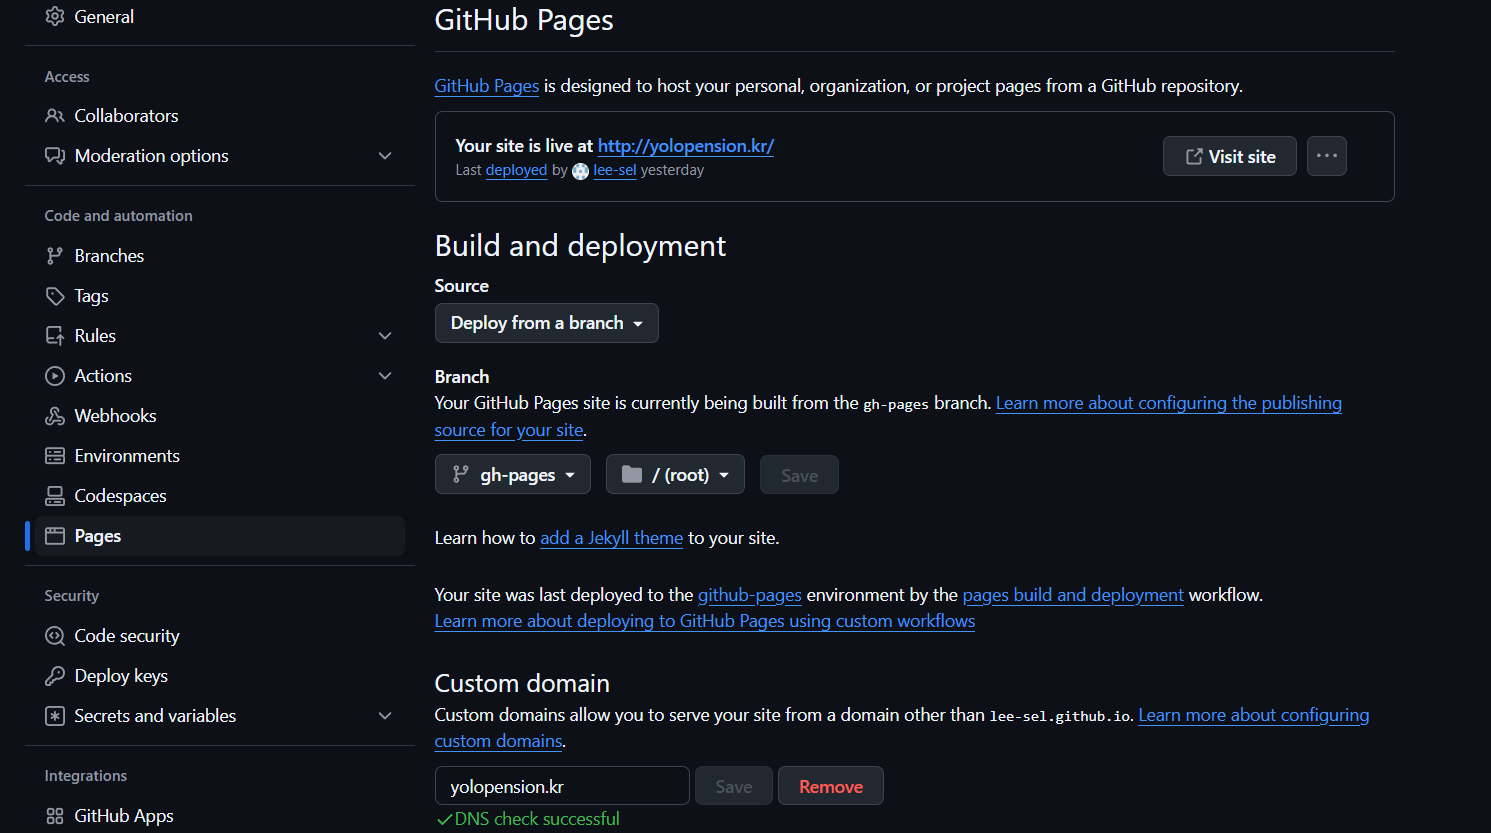 General
Access
Collaborators
Moderation options
Code and automation
Branches
Tags
Rules
Actions
Webhooks
Environments
Codespaces
Pages
Security
Code security
Deploy keys
Secrets and variables
Integrations
GitHub Apps
GitHub Pages
GitHub Pages is designed to host your personal, organization, or project pages from a GitHub repository.
Your site is live at http://yolopension.kr/
Last deployed by lee-sel yesterday
Visit site
Build and deployment
Source
Deploy from a branch
Branch
Your GitHub Pages site is currently being built from the gh-pages branch. Learn more about configuring the publishing
source for your site.
gh-pages / (root) Save
Learn how to add a Jekyll theme to your site.
Your site was last deployed to the github-pages environment by the pages build and deployment workflow.
Learn more about deploying to GitHub Pages using custom workflows
Custom domain
Custom domains allow you to serve your site from a domain other than lee-sel.github.io. Learn more about configuring
custom domains.
yolopension.kr Save Remove
DNS check successful